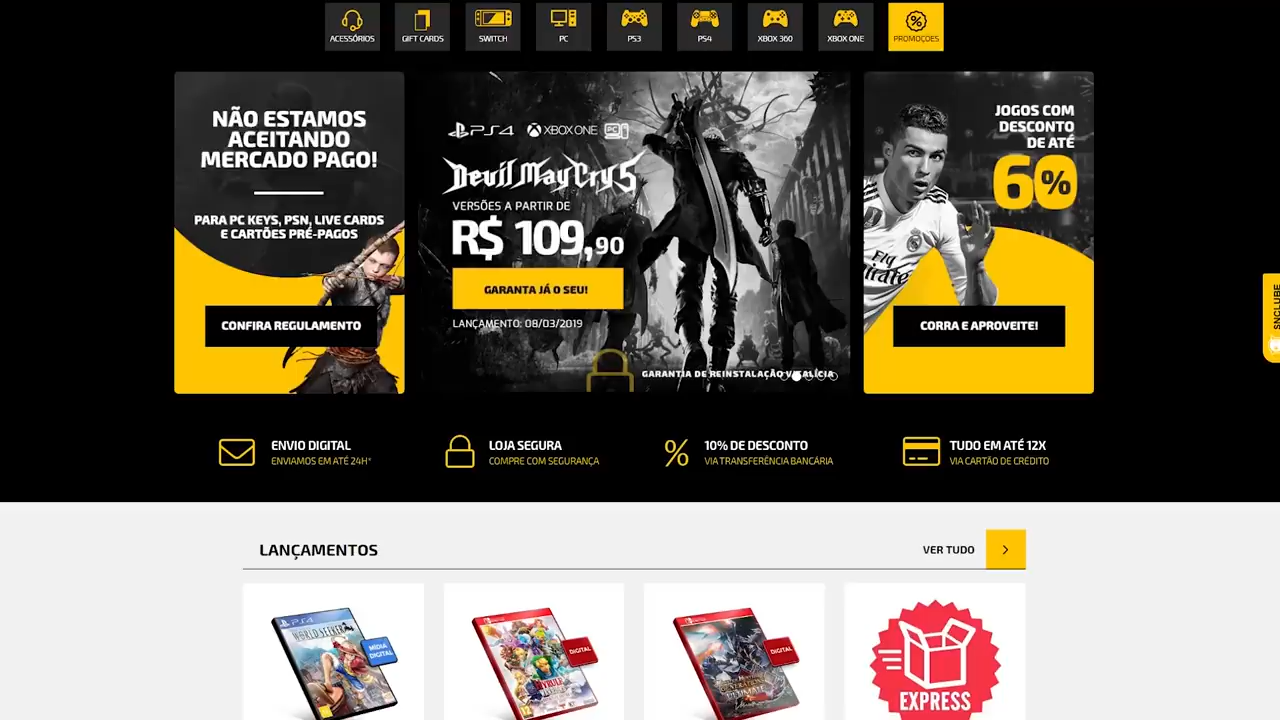 ACESSÓRIOS
GIFT CARDS
SWITCH
PC
PS3
PS4
XBOX 360
XBOX ONE
PROMOÇÕES
NÃO ESTAMOS
ACEITANDO
MERCADO PAGO!
PARA PC KEYS, PSN, LIVE CARDS
E CARTÕES PRÉ-PAGOS
CONFIRA REGULAMENTO
PS4 XBOX ONE PC
Devil May Cry 5
VERSÕES A PARTIR DE
R$ 109,90
GARANTA JÁ O SEU!
LANÇAMENTO: 08/03/2019
GARANTIA DE REINSTALAÇÃO VITALÍCIA
JOGOS COM
DESCONTO
DE ATÉ
60%
Fly
Emirates
CORRA E APROVEITE!
SNCLUBE
ENVIO DIGITAL
ENVIAMOS EM ATÉ 24H*
LOJA SEGURA
COMPRE COM SEGURANÇA
10% DE DESCONTO
VIA TRANSFERÊNCIA BANCÁRIA
TUDO EM ATÉ 12X
VIA CARTÃO DE CRÉDITO
LANÇAMENTOS
VER TUDO
PS4
WORLD SEEKER
MÍDIA
DIGITAL
HYRULE
DIGITAL
GENERATIONS
ULTIMATE
DIGITAL
EXPRESS